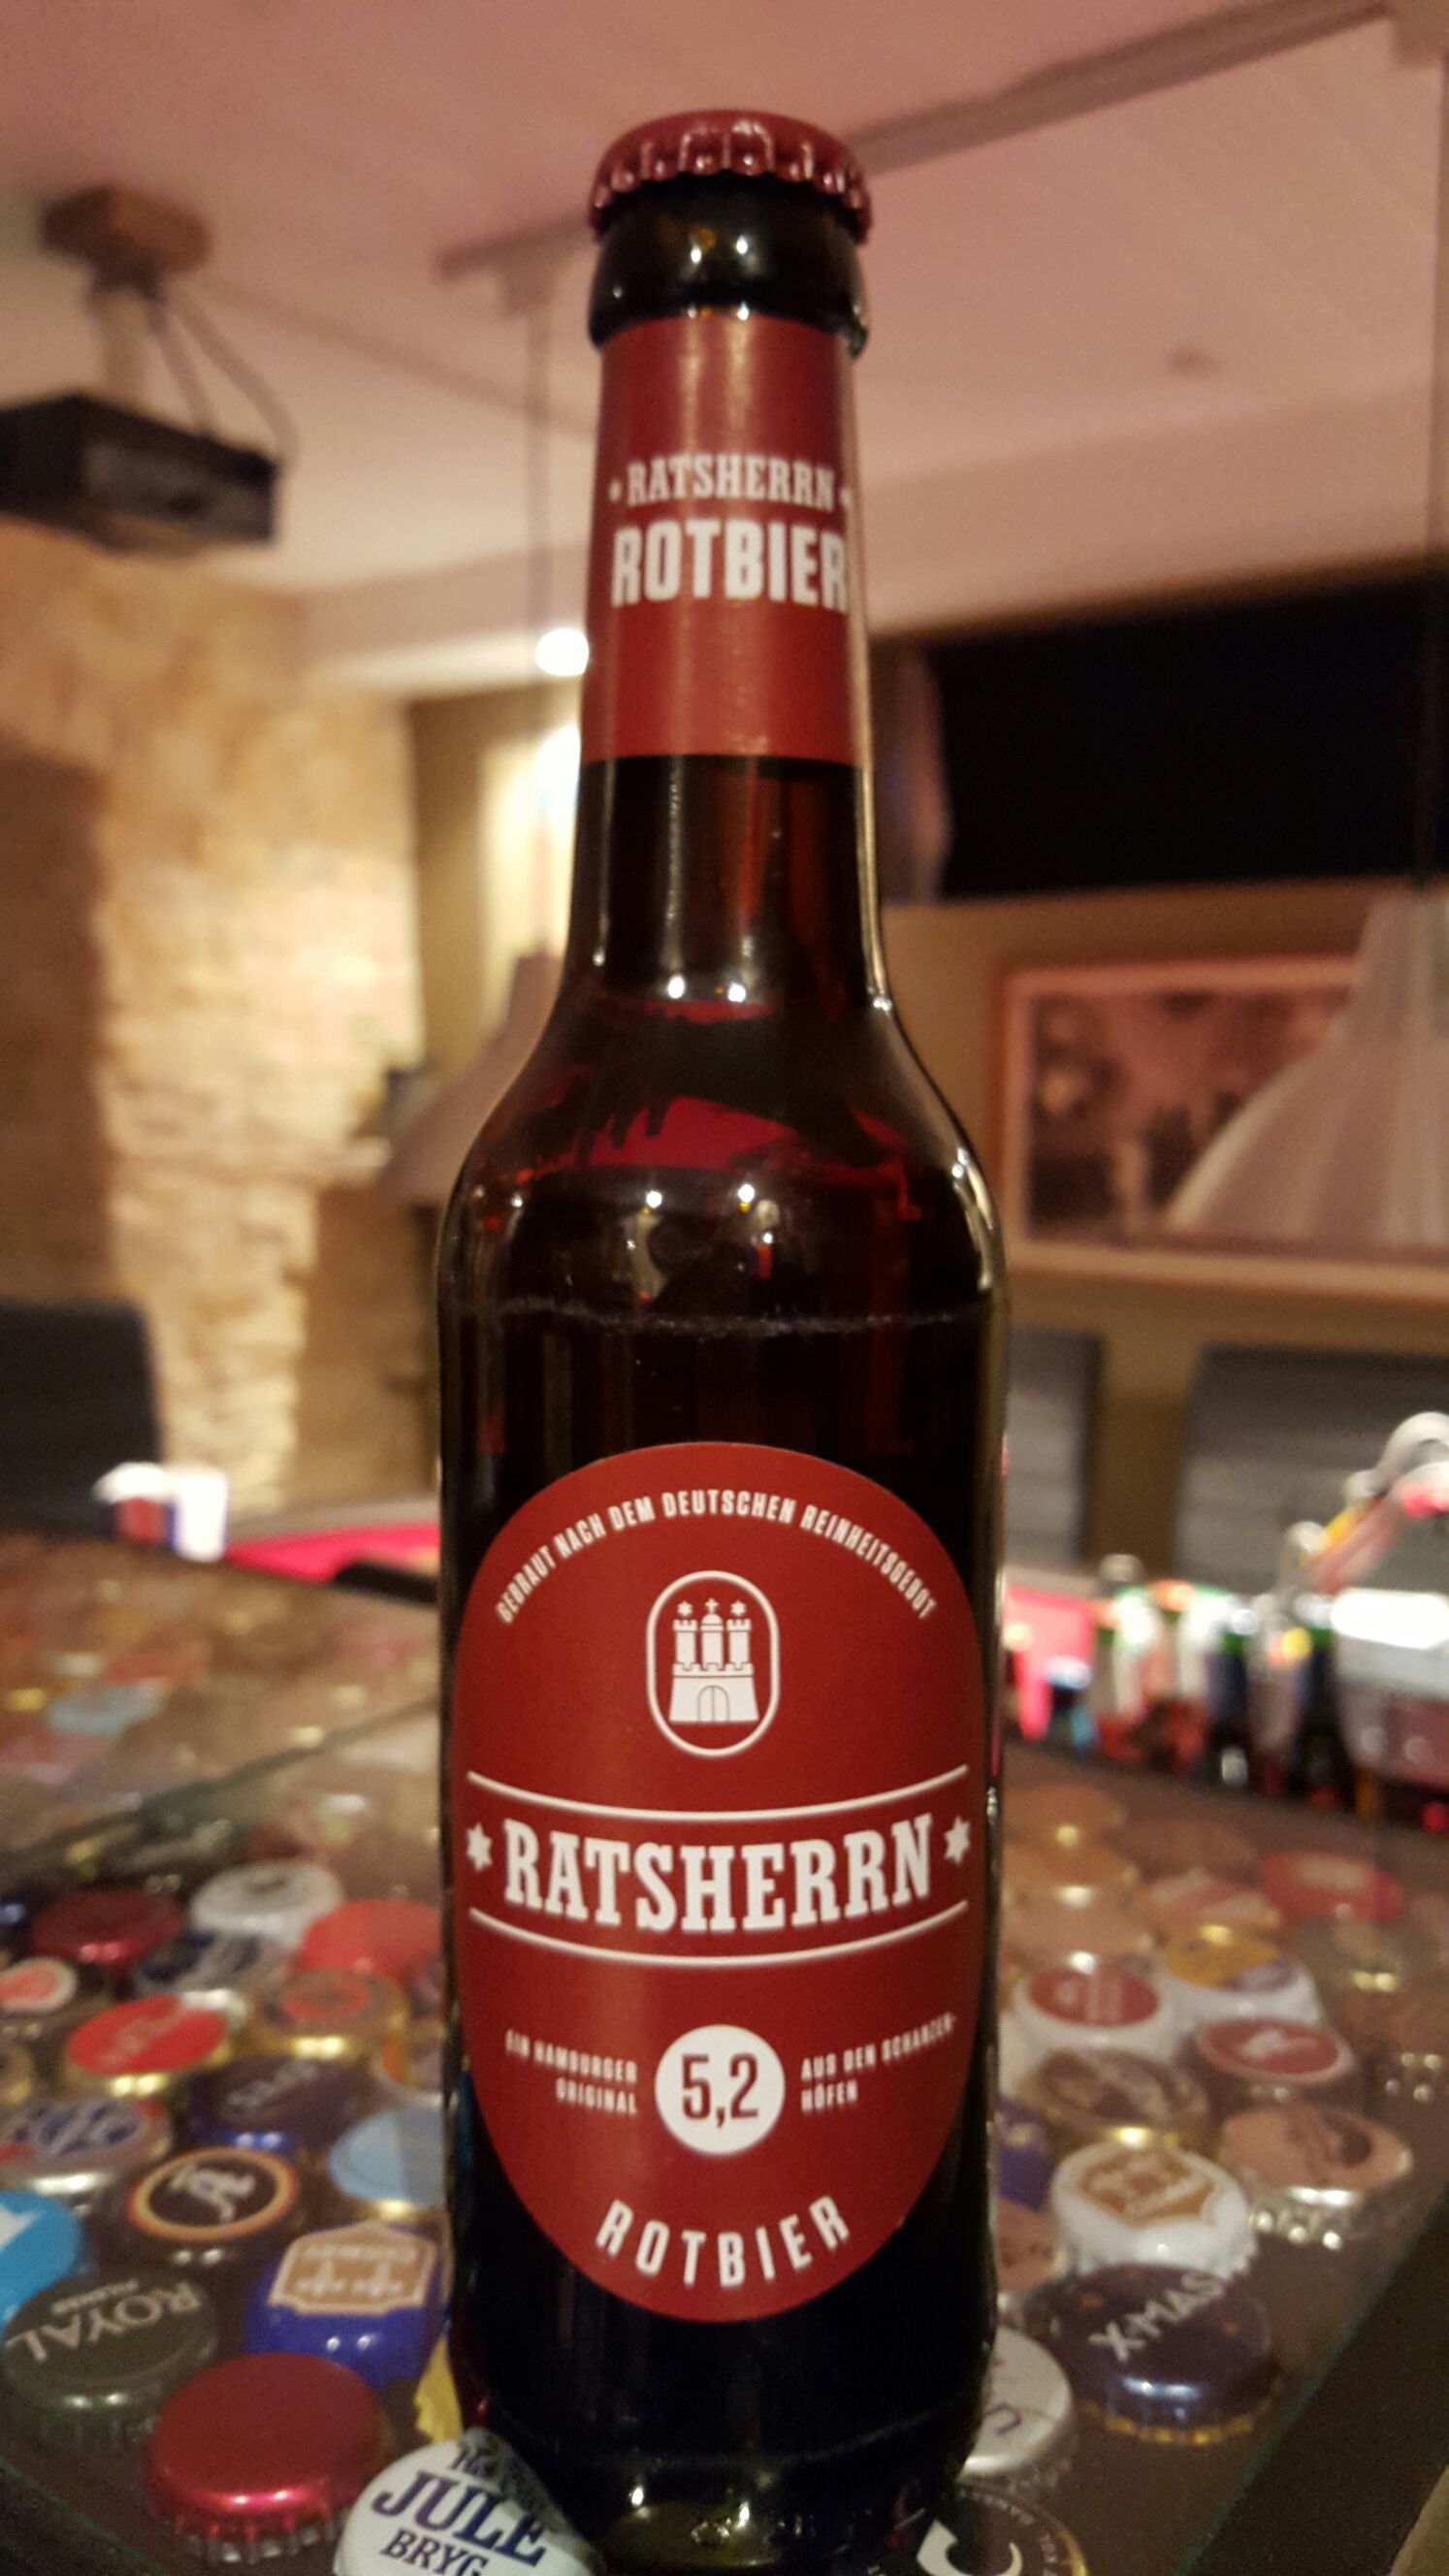 RATSHERRN
ROTBIER
GEBRAUT NACH DEM DEUTSCHEN REINHEITSGEBOT
RATSHERRN
EIN HAMBURGER
ORIGINAL
5,2
AUS DEN SCHANZEN-
HÖFEN
ROTBIER
ROYAL
X-MAS
JULE
BRYG